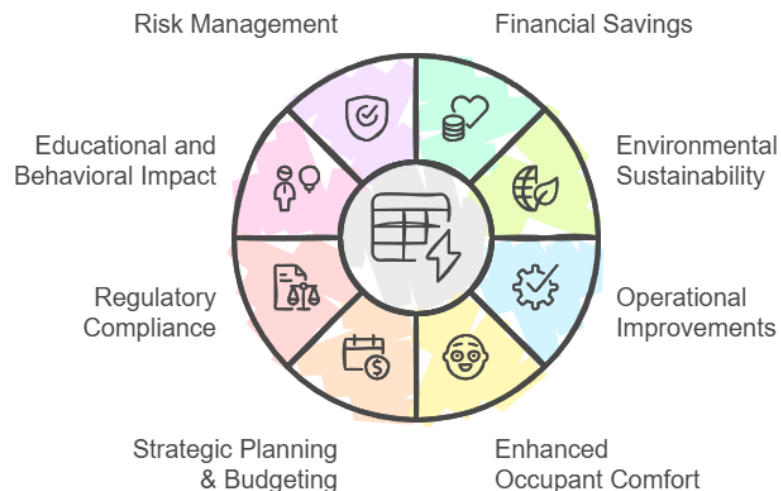 Risk Management
Financial Savings
Educational and
Behavioral Impact
Environmental
Sustainability
Regulatory
Compliance
Operational
Improvements
Strategic Planning
& Budgeting
Enhanced
Occupant Comfort